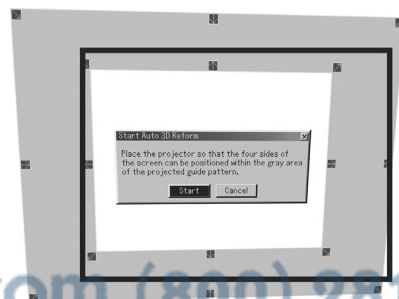 Start Auto 3D Reform
Place the projector so that the four sides of
the screen can be positioned within the gray area
of the projected guide pattern.
Start Cancel